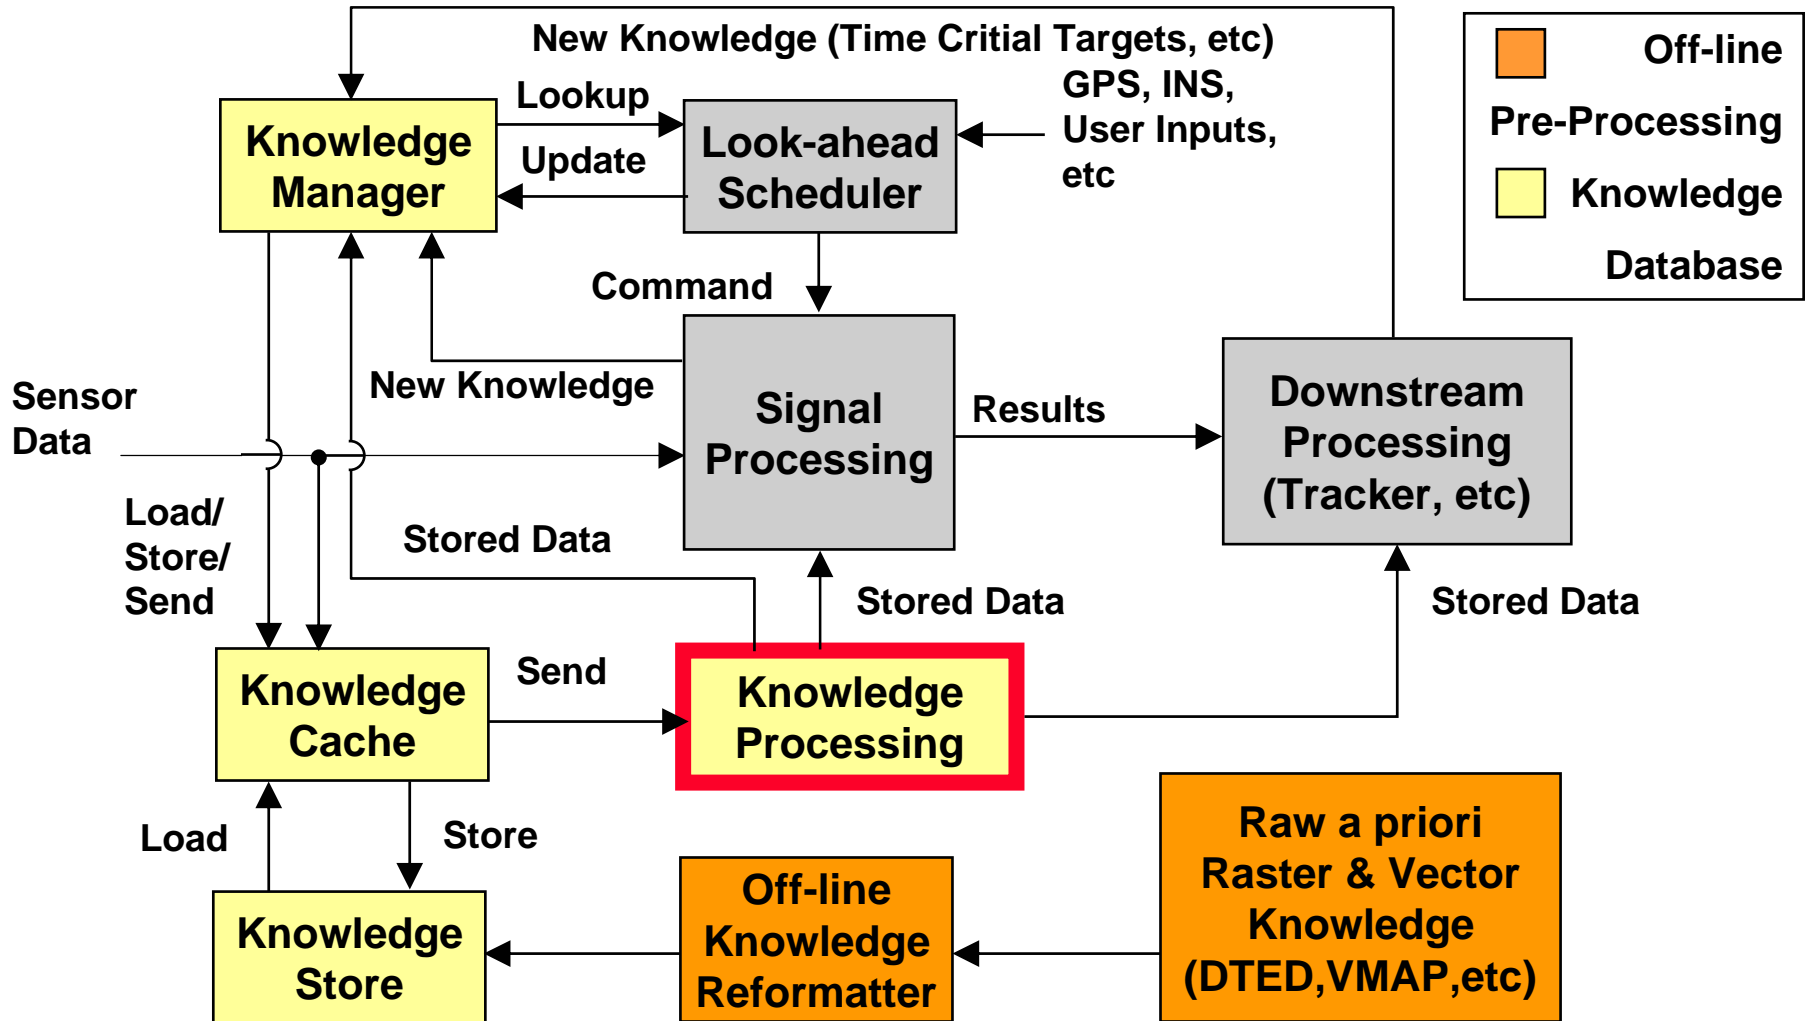 New Knowledge (Time Critial Targets, etc)
GPS, INS,
User Inputs,
etc
Off-line
Pre-Processing
Knowledge
Database
Knowledge
Manager
Lookup
Update
Look-ahead
Scheduler
Command
New Knowledge
Sensor
Data
Signal
Processing
Results
Downstream
Processing
(Tracker, etc)
Load/
Store/
Send
Stored Data
Stored Data
Stored Data
Knowledge
Cache
Send
Knowledge
Processing
Load
Store
Knowledge
Store
Off-line
Knowledge
Reformatter
Raw a priori
Raster & Vector
Knowledge
(DTED,VMAP,etc)